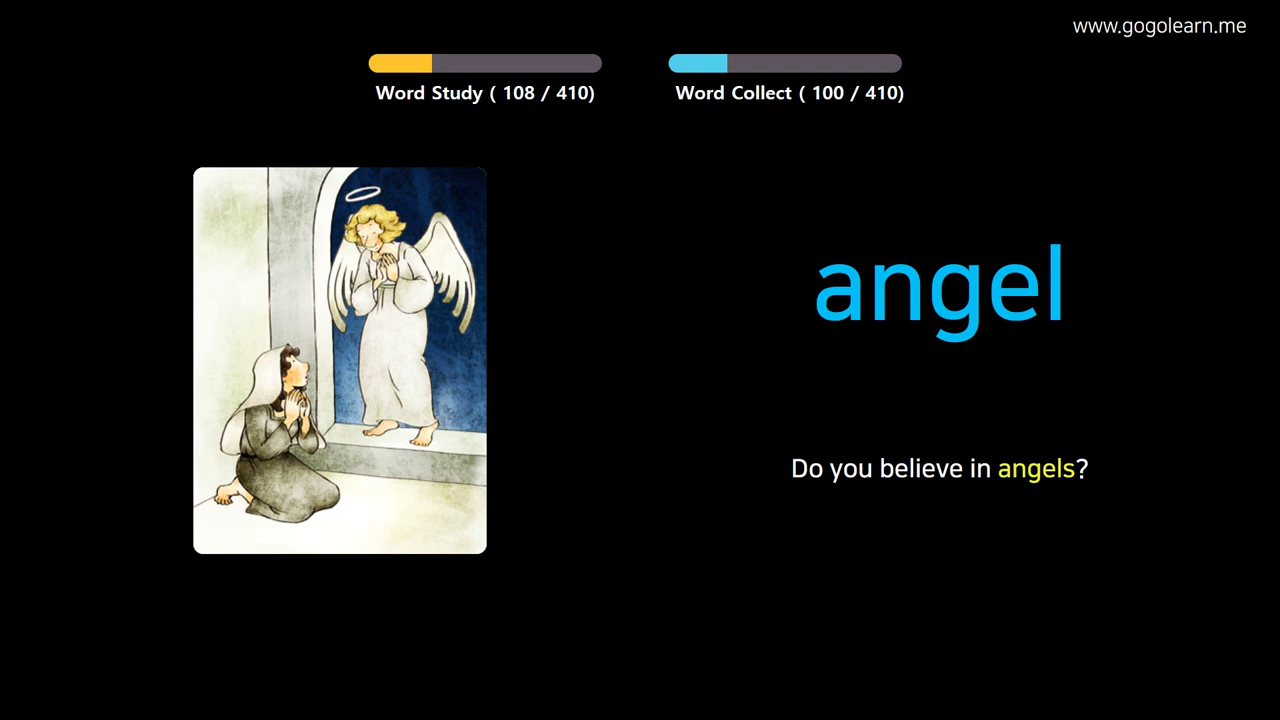 www.gogolearn.me
Word Study ( 108 / 410)
Word Collect ( 100 / 410)
angel
Do you believe in angels?